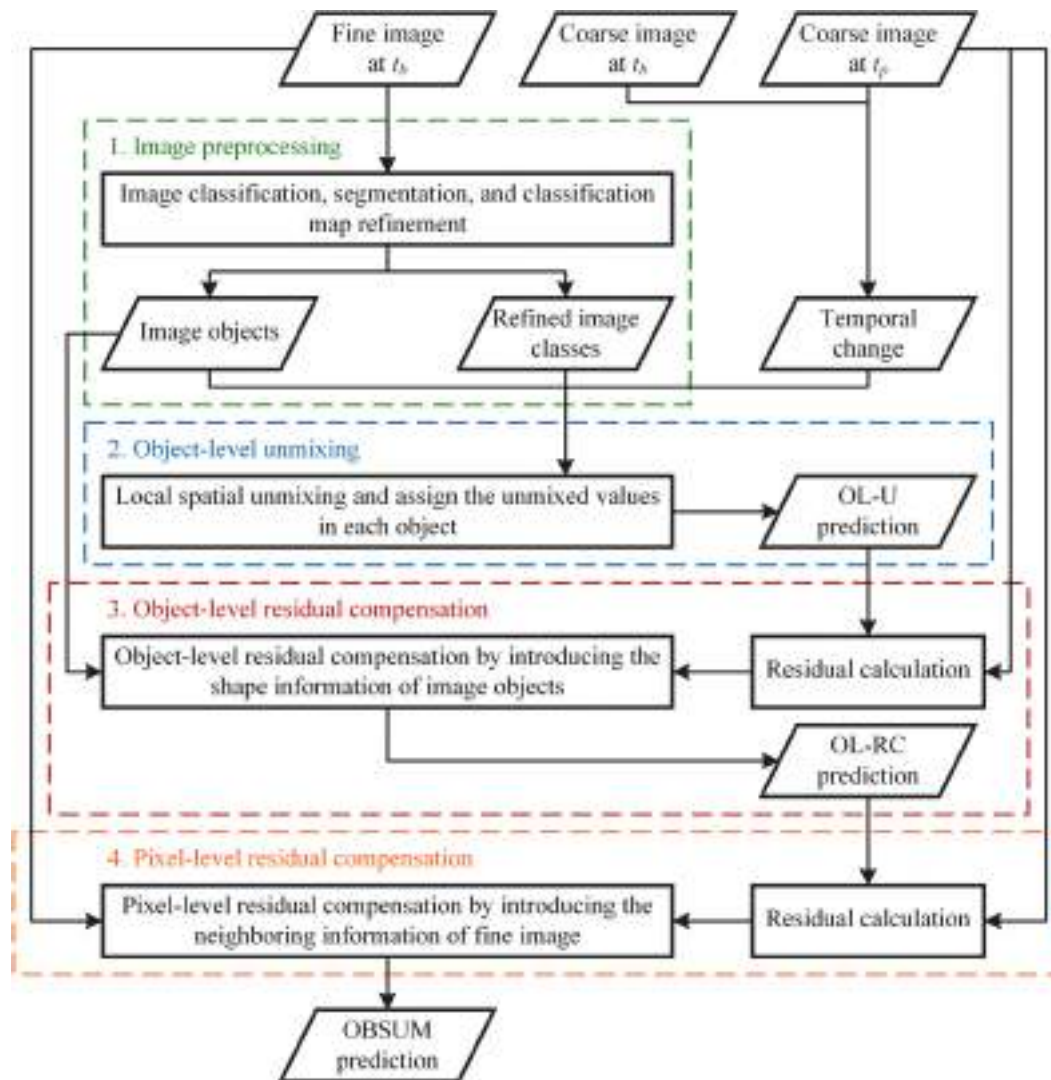 Fine image
at t_b
Coarse image
at t_b
Coarse image
at t_p
1. Image preprocessing
Image classification, segmentation, and classification
map refinement
Image objects
Refined image
classes
Temporal
change
2. Object-level unmixing
Local spatial unmixing and assign the unmixed values
in each object
OL-U
prediction
3. Object-level residual compensation
Object-level residual compensation by introducing the
shape information of image objects
Residual calculation
OL-RC
prediction
4. Pixel-level residual compensation
Pixel-level residual compensation by introducing the
neighboring information of fine image
Residual calculation
OBSUM
prediction